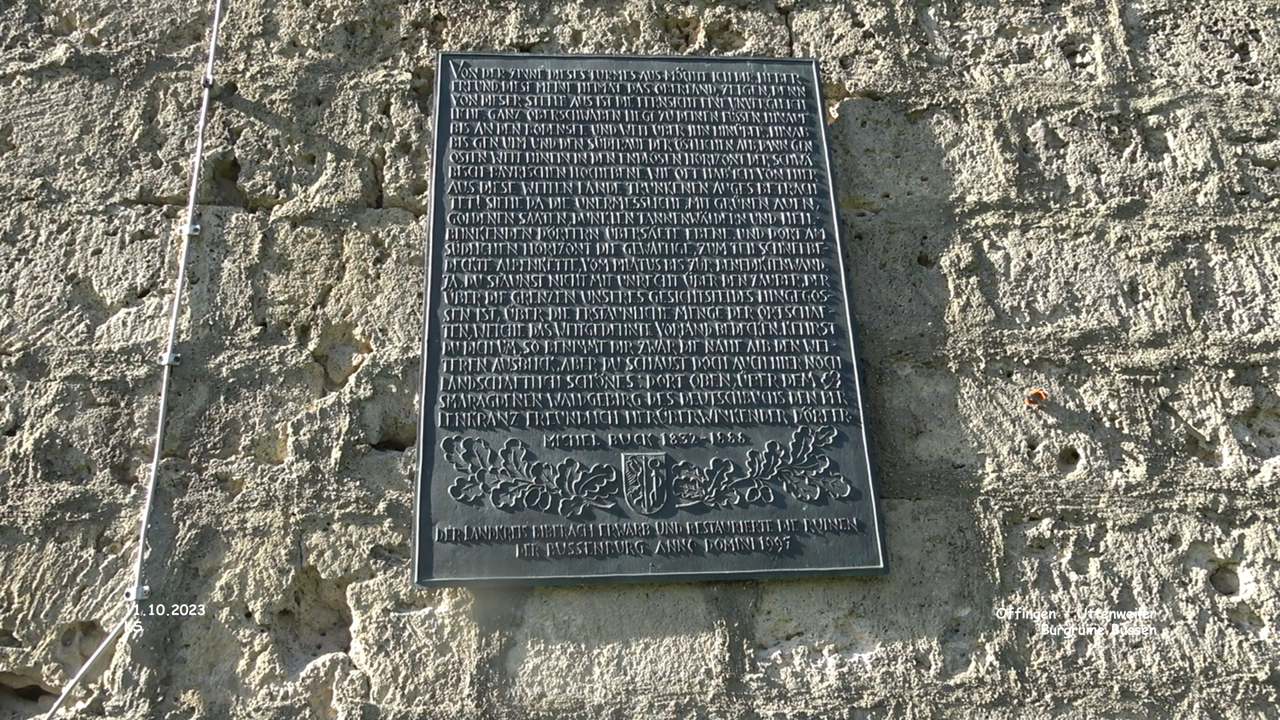 VON DER ZINNE DIESES TURMES AUS MÖCHT ICH DIR, LIEBER
FREUND DIESE MEINE HEIMAT DAS OBERLAND, ZEIGEN, DENN
VON DIESER STELLE AUS IST DIE FERNSICHT EINE UNVERGLEICH
LICHE. GANZ OBERSCHWABEN LIEGT ZU DEINEN FÜSSEN HINAUF
BIS AN DEN BODENSEE UND WEIT ÜBER IHN HINÜBER, HINAB
BIS GEN ULM UND DEN SÜDTRAUF DER ÖSTLICHEN ALB, DANN GEN
OSTEN WEIT HINEIN IN DEN ENDLOSEN HORIZONT DER SCHWÄ
BISCH BAYRISCHEN HOCHEBENE. WIE OFT HAB ICH VON HIER
AUS DIESE WEITEN LANDE TRUNKENEN AUGES BETRACH
TET! SIEHE DA DIE UNERMESSLICHE, MIT GRÜNEN AUEN
GOLDENEN SAATEN, DUNKLEN TANNENWÄLDERN UND HELL
BLINKENDEN DÖRFERN ÜBERSÄTE EBENE, UND DORT AM
SÜDLICHEN HORIZONT DIE GEWALTIGE, ZUM TEIL SCHNEEBE
DECKTE ALPENKETTE, VOM PILATUS BIS ZUR BENEDIKTENWAND.
JA, DU STAUNST NICHT MIT UNRECHT ÜBER DEN ZAUBER, DER
ÜBER DIE GRENZEN UNSERES GESICHTSFELDES HINGEGOS
SEN IST, ÜBER DIE ERSTAUNLICHE MENGE DER ORTSCHAF
TEN, WELCHE DAS WEITGEDEHNTE VORLAND BEDECKEN. KEHRST
DU DICH UM, SO BENIMMT DIR ZWAR DIE NAHE ALB DEN WEI
TEREN AUSBLICK, ABER DU SCHAUST DOCH AUCH HIER NOCH
LANDSCHAFTLICH SCHÖNES: DORT OBEN, ÜBER DEM
SMARAGDENEN WALDGEBIRG DES DEUTSCHBUCHS DEN HEI
ENKRANZ FREUNDLICH HERÜBERWINKENDER DÖRFER.
MICHEL BUCK 1832-1888
DER LANDKREIS BIBERACH ERWARB UND RESTAURIERTE DIE RUINEN
DER BUSSENBURG ANNO DOMINI 1997
11.10.2023
Offingen - Uttenweiler
Burgruine Bussen